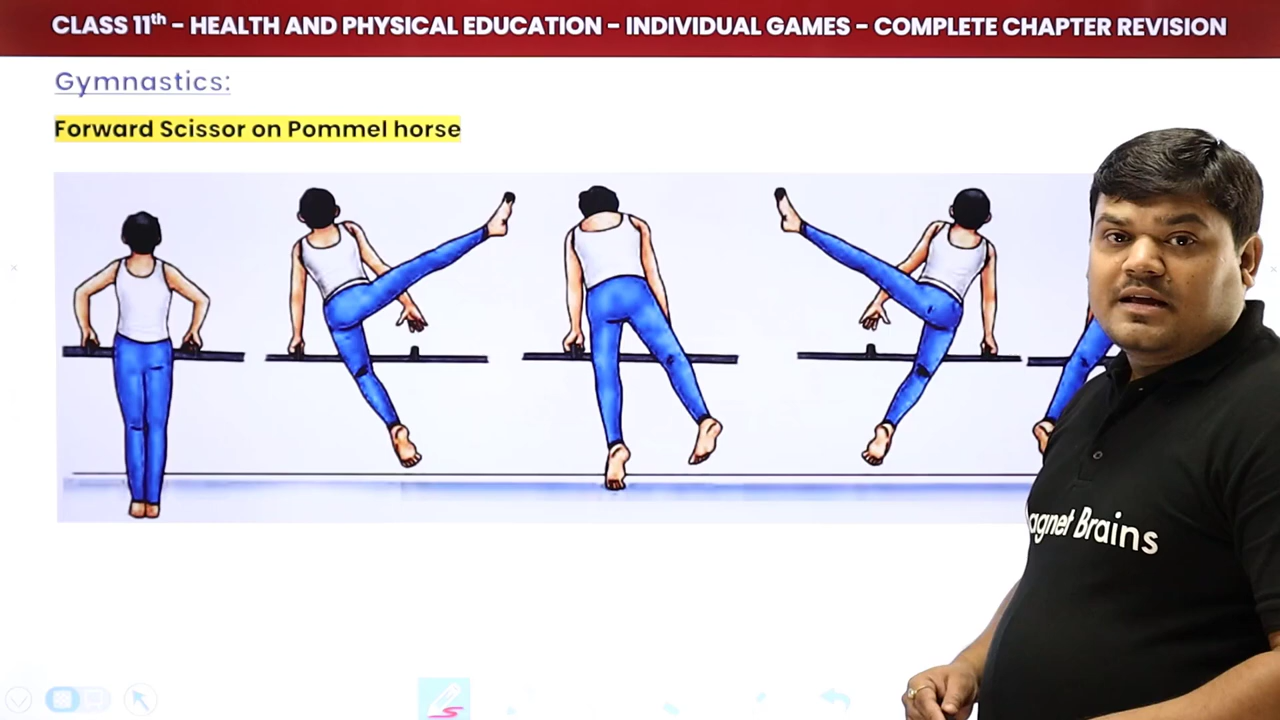 CLASS 11th – HEALTH AND PHYSICAL EDUCATION – INDIVIDUAL GAMES – COMPLETE CHAPTER REVISION
Gymnastics:
Forward Scissor on Pommel horse
agnet Brains